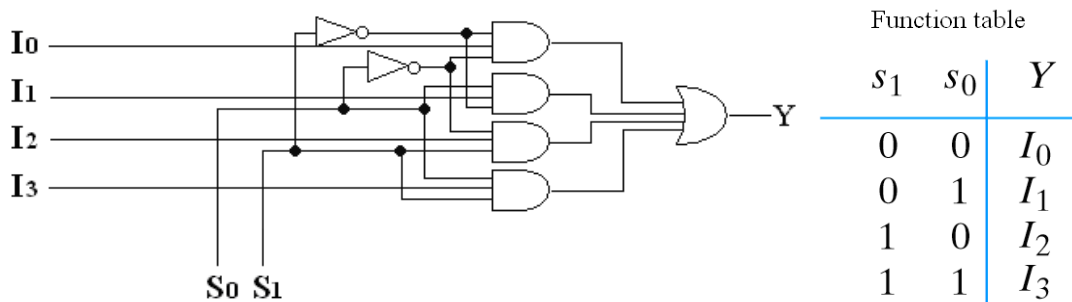 Function table
I0
I1
I2
I3
S0 S1
Y
s1 s0 Y
0 0 I0
0 1 I1
1 0 I2
1 1 I3